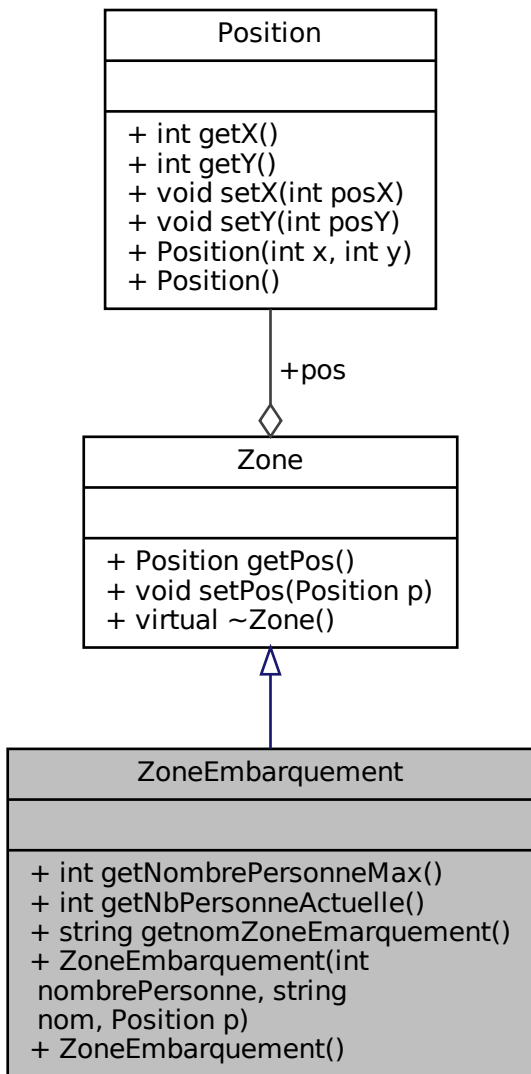 Position
+ int getX()
+ int getY()
+ void setX(int posX)
+ void setY(int posY)
+ Position(int x, int y)
+ Position()
+pos
Zone
+ Position getPos()
+ void setPos(Position p)
+ virtual ~Zone()
ZoneEmbarquement
+ int getNombrePersonneMax()
+ int getNbPersonneActuelle()
+ string getnomZoneEmarquement()
+ ZoneEmbarquement(int
nombrePersonne, string
nom, Position p)
+ ZoneEmbarquement()